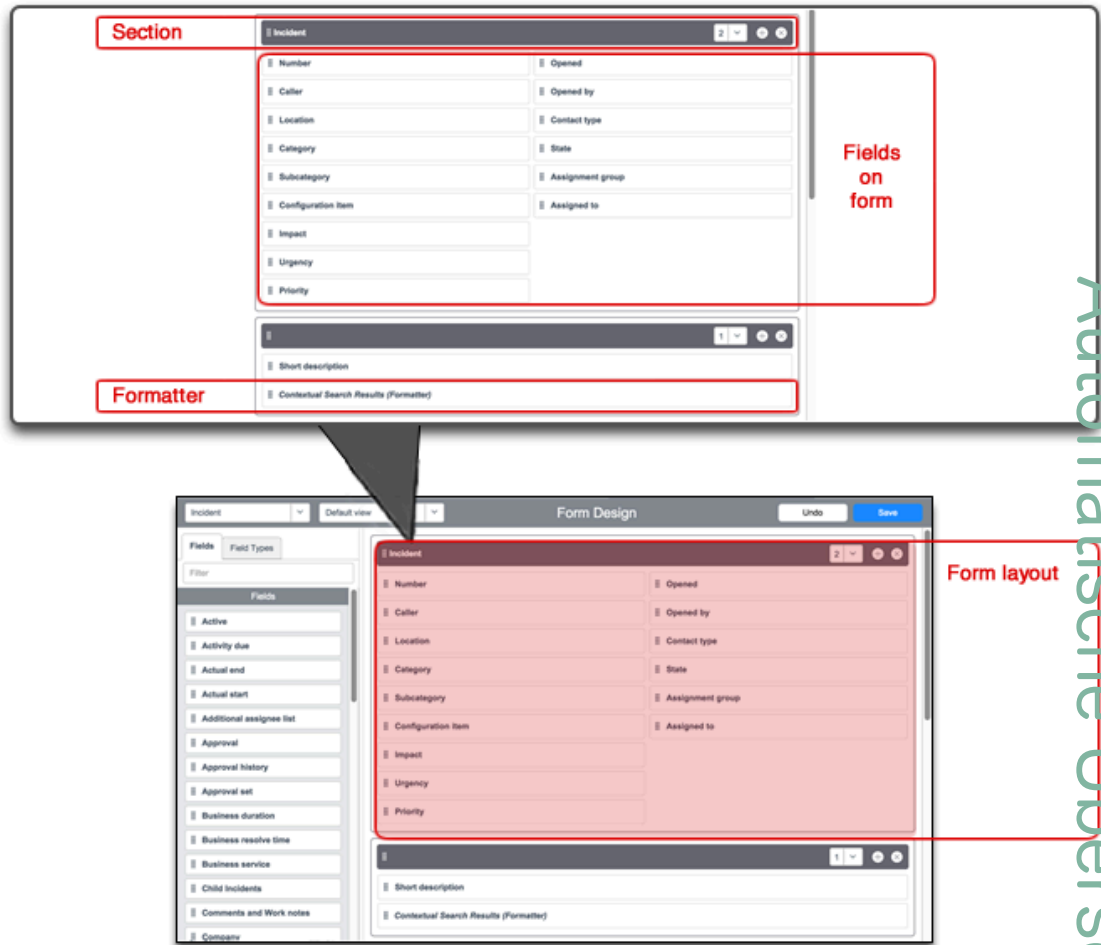 Section
Incident
2
Number
Opened
Caller
Opened by
Location
Contact type
Category
State
Subcategory
Assignment group
Configuration Item
Assigned to
Impact
Urgency
Priority
Fields
on
form
1
Short description
Formatter
Contextual Search Results (Formatter)
Incident
Default view
Form Design
Undo
Save
Fields
Field Types
Filter
Fields
Active
Activity due
Actual end
Actual start
Additional assignee list
Approval
Approval history
Approval set
Business duration
Business resolve time
Business service
Child Incidents
Comments and Work notes
Company
Incident
2
Number
Opened
Caller
Opened by
Location
Contact type
Category
State
Subcategory
Assignment group
Configuration Item
Assigned to
Impact
Urgency
Priority
Form layout
1
Short description
Contextual Search Results (Formatter)
Automatische Übers